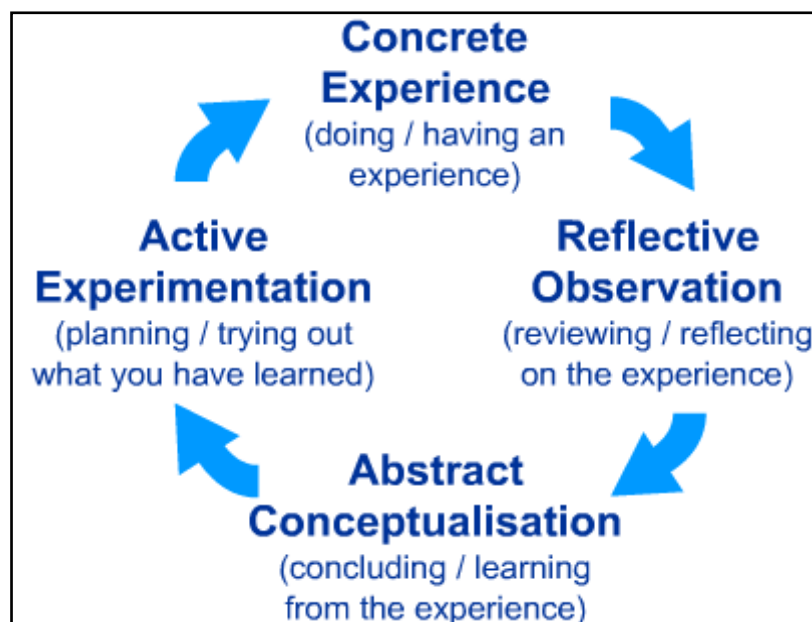 Concrete
Experience
(doing / having an
experience)
Reflective
Observation
(reviewing / reflecting
on the experience)
Abstract
Conceptualisation
(concluding / learning
from the experience)
Active
Experimentation
(planning / trying out
what you have learned)